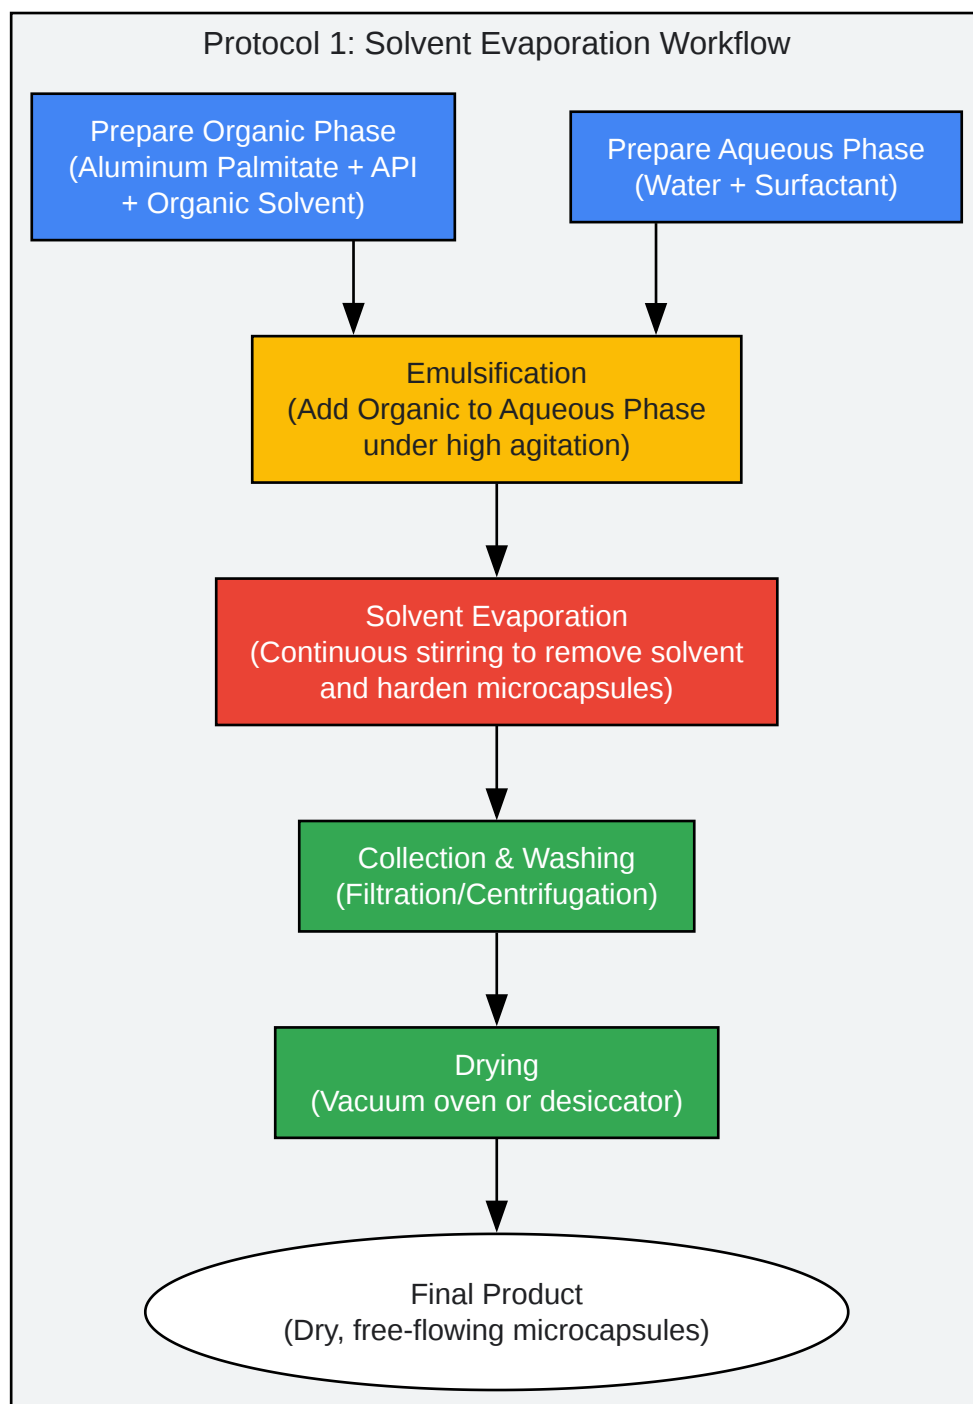 Protocol 1: Solvent Evaporation Workflow
Prepare Organic Phase
(Aluminum Palmitate + API
+ Organic Solvent)
Prepare Aqueous Phase
(Water + Surfactant)
Emulsification
(Add Organic to Aqueous Phase
under high agitation)
Solvent Evaporation
(Continuous stirring to remove solvent
and harden microcapsules)
Collection & Washing
(Filtration/Centrifugation)
Drying
(Vacuum oven or desiccator)
Final Product
(Dry, free-flowing microcapsules)